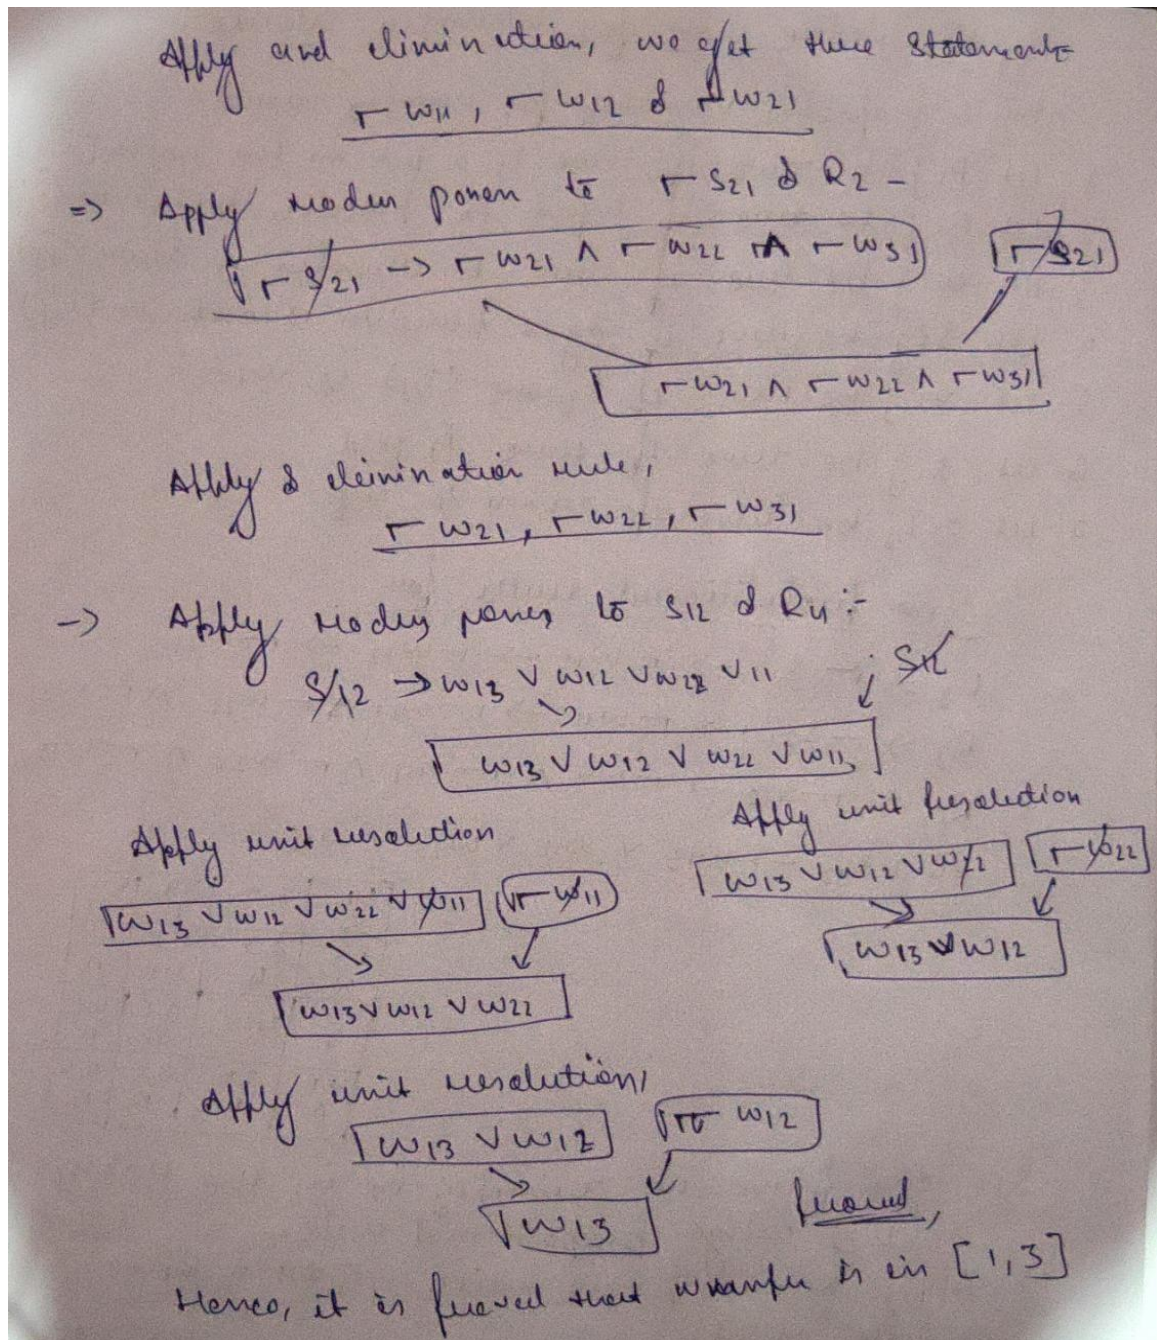 Apply and elimination, we get three statements
¬ W11, ¬ W12 & ¬ W21
=> Apply Modus ponen to ¬ S21 & R2 -
¬ S21 -> ¬ W21 ∧ ¬ W22 ∧ ¬ W31 ¬ S21
¬ W21 ∧ ¬ W22 ∧ ¬ W31
Apply & elimination rule,
¬ W21, ¬ W22, ¬ W31
-> Apply Modus ponens to S12 & R4 :-
S12 -> W13 ∨ W12 ∨ W22 ∨ 11 S12
W13 ∨ W12 ∨ W22 ∨ W11
Apply unit resolution
W13 ∨ W12 ∨ W22 ∨ W11 ¬ W11
W13 ∨ W12 ∨ W22
Apply unit resolution
W13 ∨ W12 ∨ W22 ¬ W22
W13 ∨ W12
Apply unit resolution,
W13 ∨ W12 ¬ W12
W13
proved,
Hence, it is proved that wumpus is in [1,3]